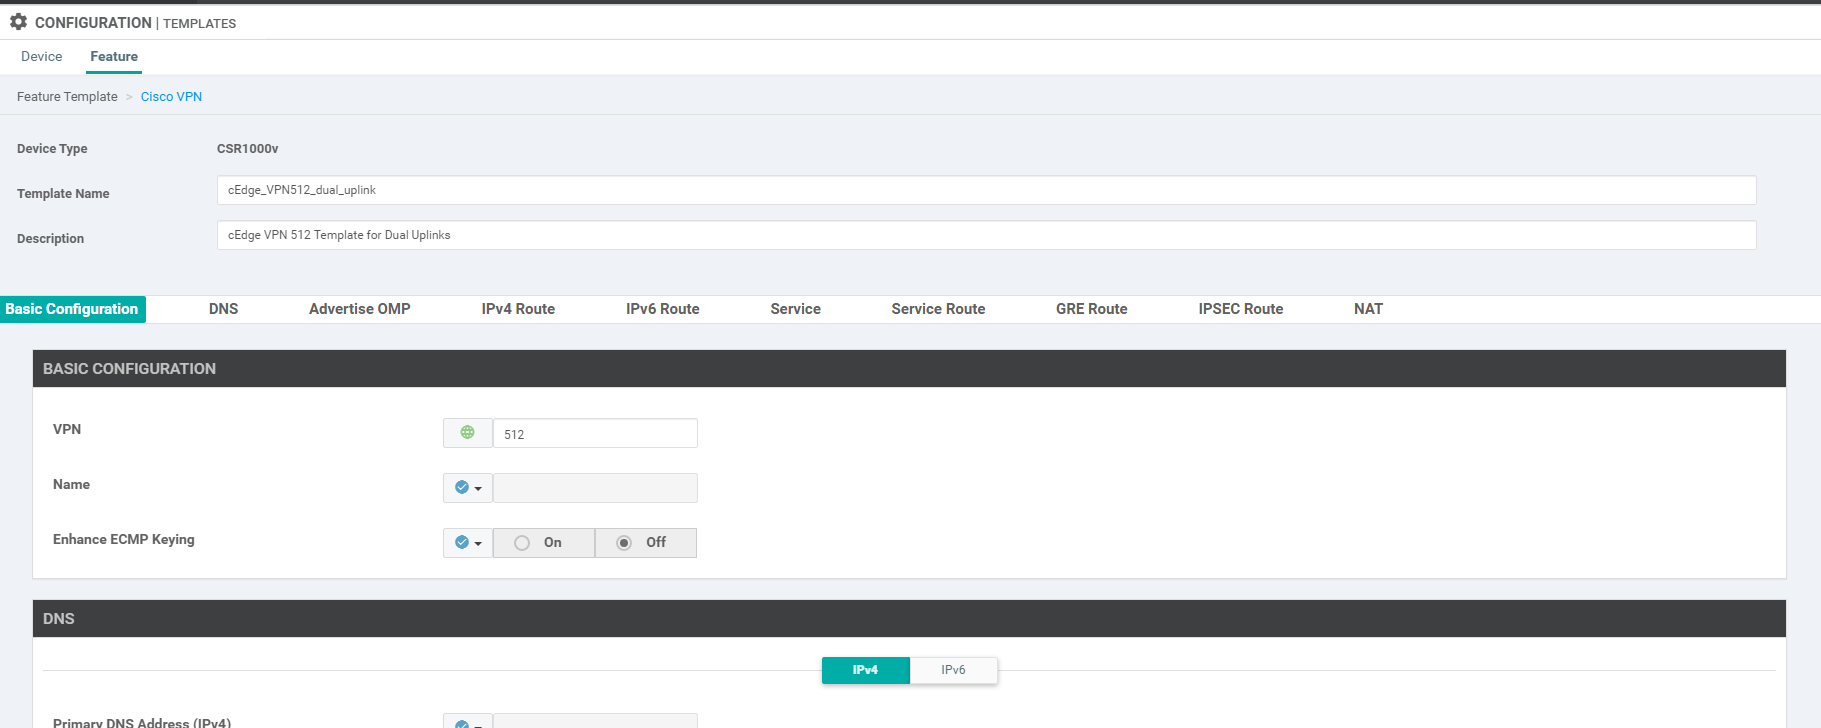 CONFIGURATION | TEMPLATES
Device Feature
Feature Template > Cisco VPN
Device Type CSR1000v
Template Name cEdge_VPN512_dual_uplink
Description cEdge VPN 512 Template for Dual Uplinks
Basic Configuration DNS Advertise OMP IPv4 Route IPv6 Route Service Service Route GRE Route IPSEC Route NAT
BASIC CONFIGURATION
VPN 512
Name
Enhance ECMP Keying On Off
DNS
IPv4 IPv6
Primary DNS Address (IPv4)